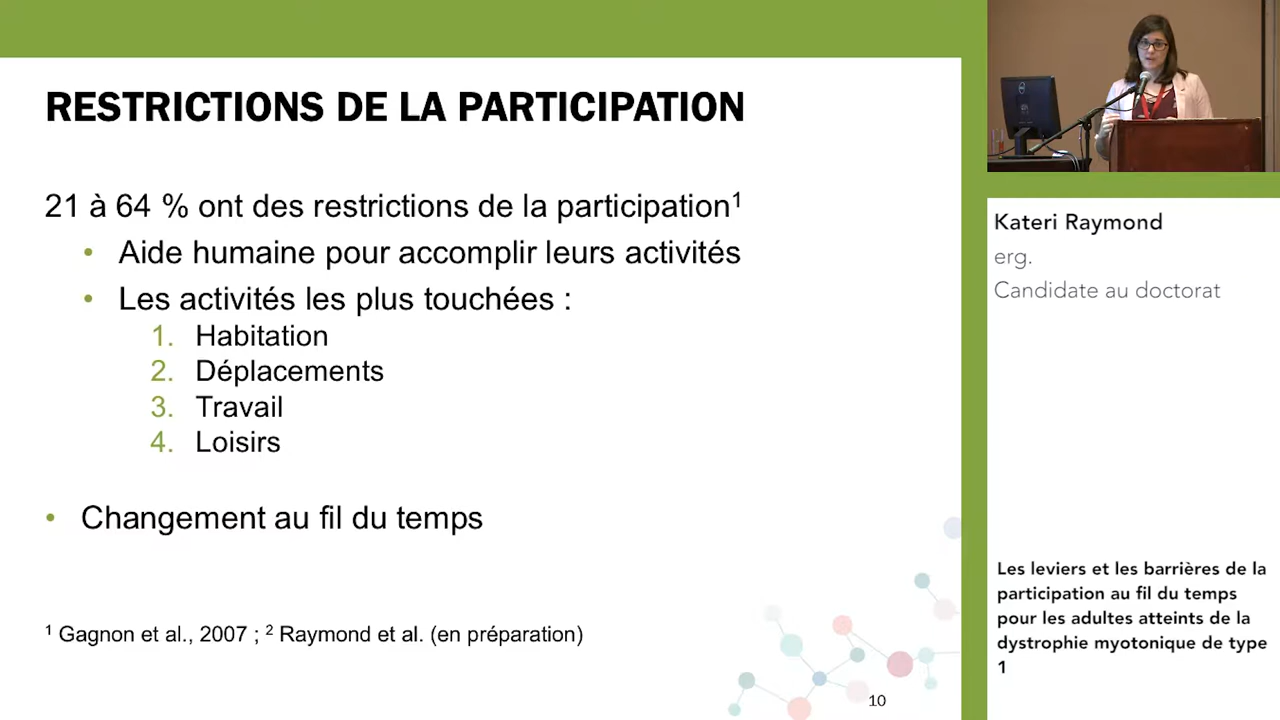 RESTRICTIONS DE LA PARTICIPATION
21 à 64 % ont des restrictions de la participation¹
• Aide humaine pour accomplir leurs activités
• Les activités les plus touchées :
1. Habitation
2. Déplacements
3. Travail
4. Loisirs
• Changement au fil du temps
¹ Gagnon et al., 2007 ; ² Raymond et al. (en préparation)
10
Kateri Raymond
erg.
Candidate au doctorat
Les leviers et les barrières de la
participation au fil du temps
pour les adultes atteints de la
dystrophie myotonique de type
1